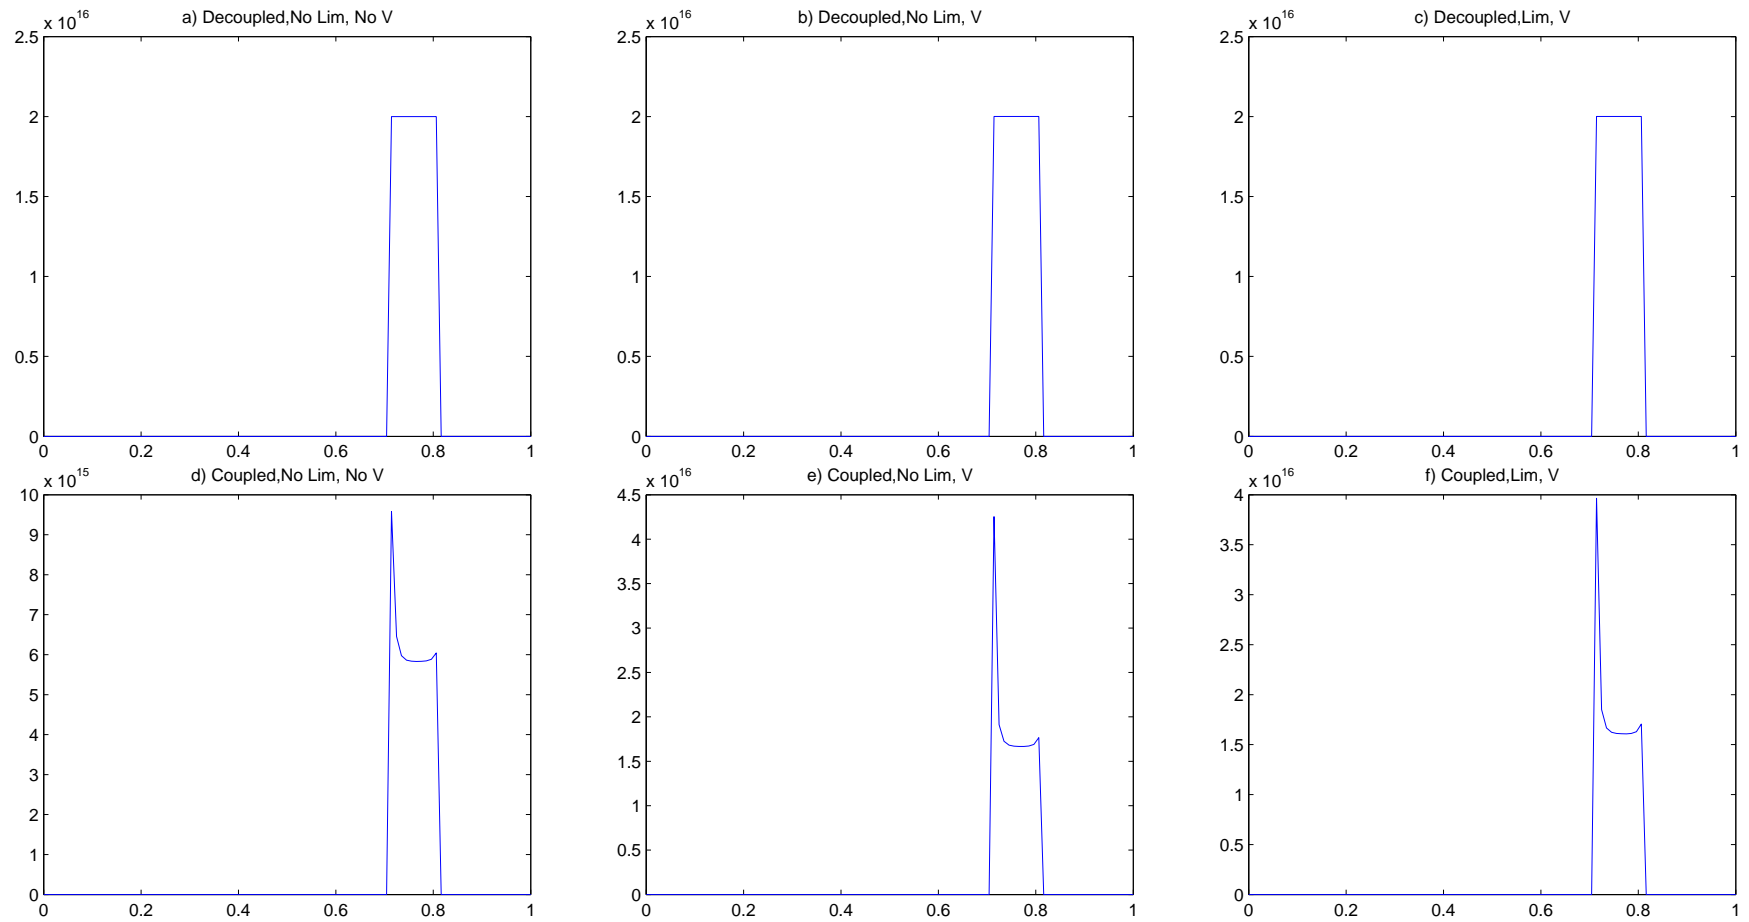 a) Decoupled,No Lim, No V
x 10^16
2.5
2
1.5
1
0.5
0
0 0.2 0.4 0.6 0.8 1
b) Decoupled,No Lim, V
x 10^16
2.5
2
1.5
1
0.5
0
0 0.2 0.4 0.6 0.8 1
c) Decoupled,Lim, V
x 10^16
2.5
2
1.5
1
0.5
0
0 0.2 0.4 0.6 0.8 1
d) Coupled,No Lim, No V
x 10^15
10
9
8
7
6
5
4
3
2
1
0
0 0.2 0.4 0.6 0.8 1
e) Coupled,No Lim, V
x 10^16
4.5
4
3.5
3
2.5
2
1.5
1
0.5
0
0 0.2 0.4 0.6 0.8 1
f) Coupled,Lim, V
x 10^16
4
3.5
3
2.5
2
1.5
1
0.5
0
0 0.2 0.4 0.6 0.8 1